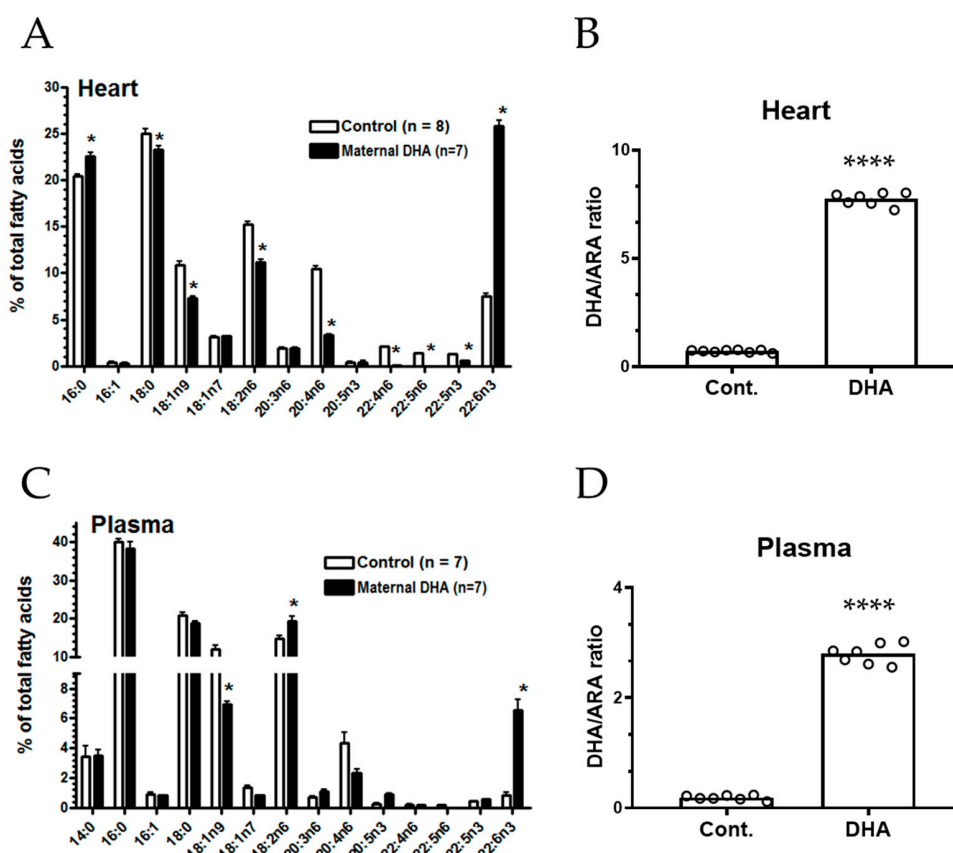 A
Heart
% of total fatty acids
30
25
20
15
10
5
0
Control (n = 8)
Maternal DHA (n=7)
* * * * * * * * *
16:0 16:1 18:0 18:1n9 18:1n7 18:2n6 20:3n6 20:4n6 20:5n3 22:4n6 22:5n6 22:5n3 22:6n3
B
Heart
DHA/ARA ratio
10
5
0
****
Cont. DHA
C
Plasma
% of total fatty acids
40
30
20
10
8
6
4
2
0
Control (n = 7)
Maternal DHA (n=7)
* * *
14:0 16:0 16:1 18:0 18:1n9 18:1n7 18:2n6 20:3n6 20:4n6 20:5n3 22:4n6 22:5n6 22:5n3 22:6n3
D
Plasma
DHA/ARA ratio
4
2
0
****
Cont. DHA